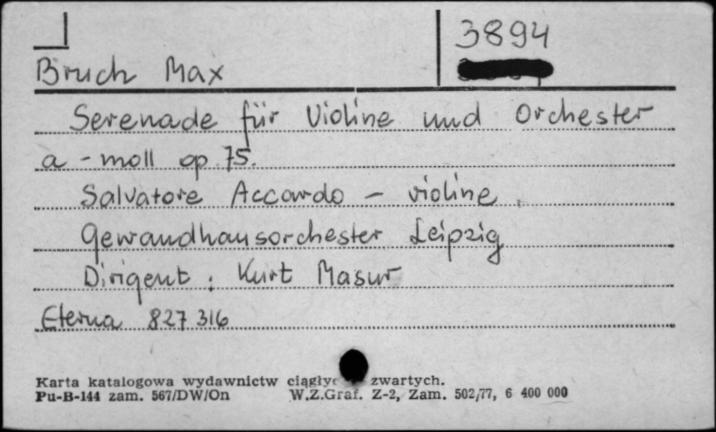 3894
Bruch Max
Serenade für Violine und Orchester
a-moll op 75.
Salvatore Accardo - violine
Gewandhausorchester Leipzig
Dirigent : Kurt Masur
Eterna 827 316
Karta katalogowa wydawnictw zwartych.
Pu-B-144 zam. 567/DW/On W.Z.Graf. Z-2, Zam. 502/77, 6 400 000